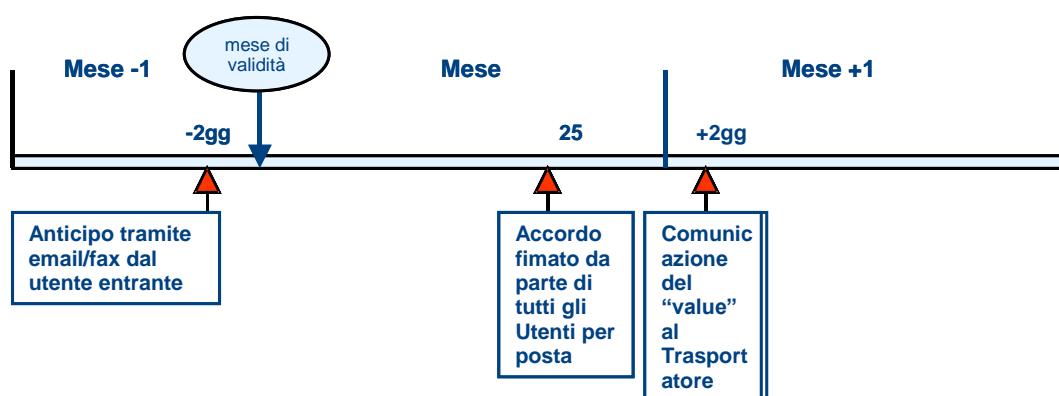 mese di
validità
Mese -1
Mese
Mese +1
-2gg
25
+2gg
Anticipo tramite
email/fax dal
utente entrante
Accordo
fimato da
parte di
tutti gli
Utenti per
posta
Comunic
azione
del
“value”
al
Trasport
atore